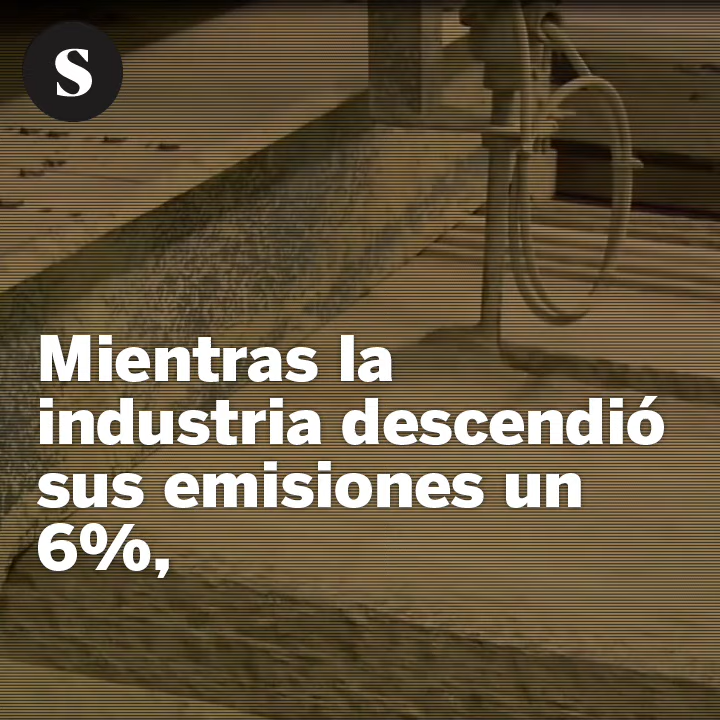 S
Mientras la
industria descendió
sus emisiones un
6%,